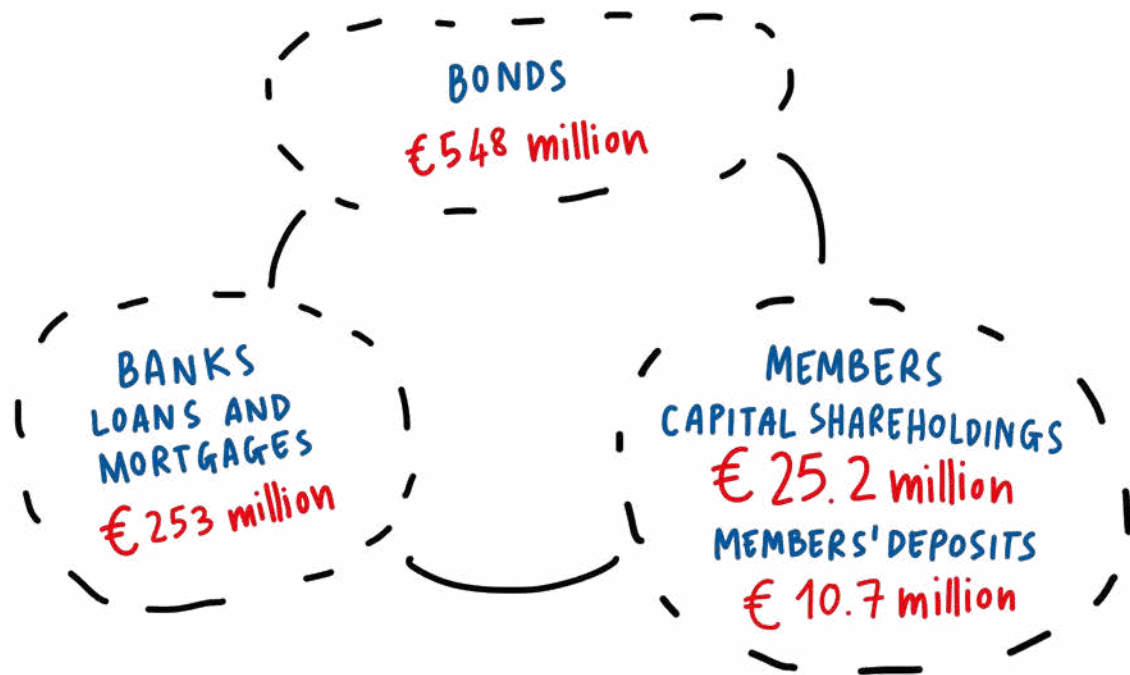 BONDS
€548 million
BANKS
LOANS AND
MORTGAGES
€253 million
MEMBERS
CAPITAL SHAREHOLDINGS
€ 25.2 million
MEMBERS' DEPOSITS
€ 10.7 million